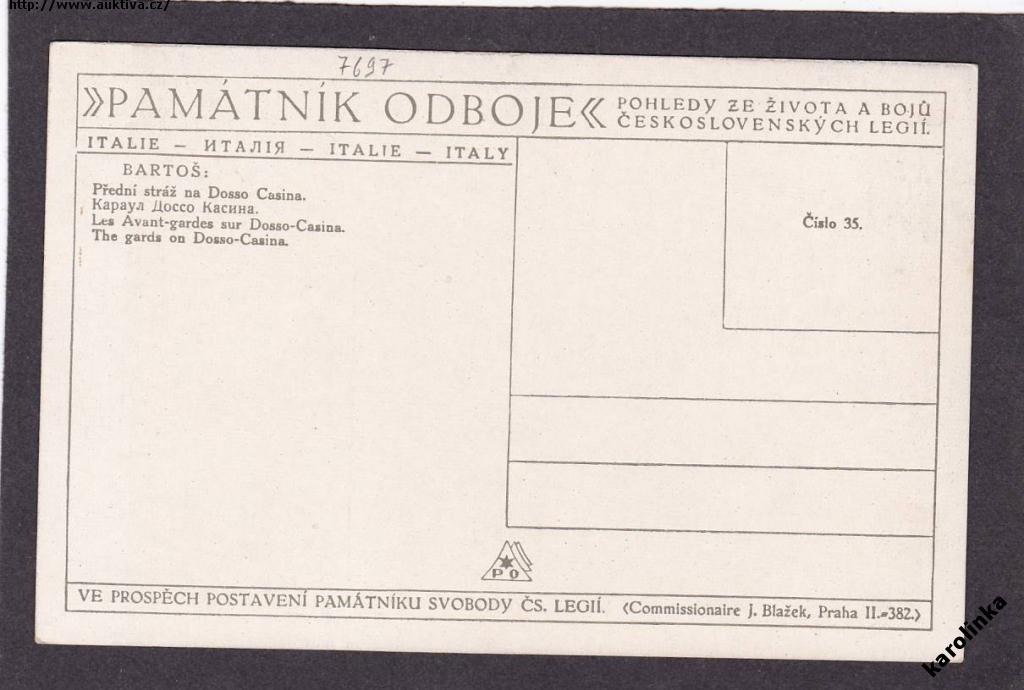 http://www.auktiva.cz/
7697
»PAMÁTNÍK ODBOJE«
POHLEDY ZE ŽIVOTA A BOJŮ
ČESKOSLOVENSKÝCH LEGIÍ.
ITALIE – ИТАЛІЯ – ITALIE – ITALY
BARTOŠ:
Přední stráž na Dosso Casina.
Караул Доссо Касина.
Les Avant-gardes sur Dosso-Casina.
The gards on Dosso-Casina.
Číslo 35.
PO
VE PROSPĚCH POSTAVENÍ PAMÁTNÍKU SVOBODY ČS. LEGIÍ. (Commissionaire J. Blažek, Praha II.=382.)
karolinka